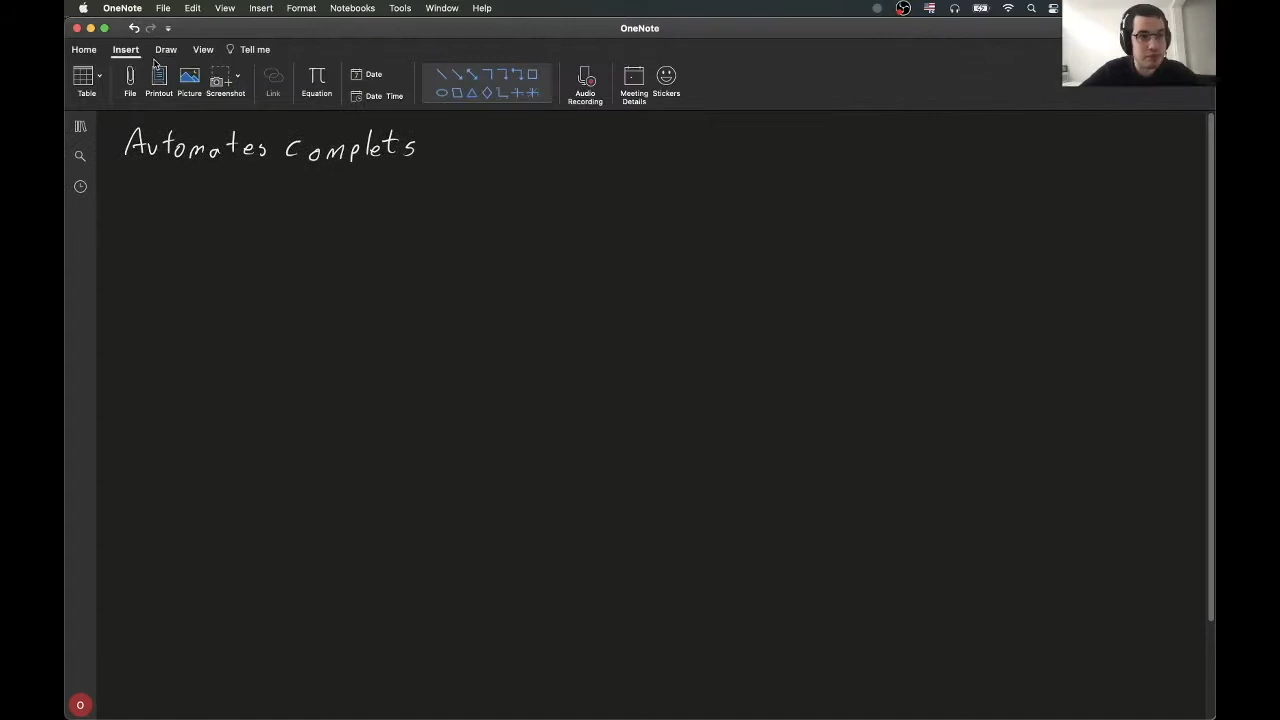 OneNote File Edit View Insert Format Notebooks Tools Window Help
OneNote
Home Insert Draw View Tell me
Table File Printout Picture Screenshot Link Equation Date Date Time Audio Recording Meeting Details Stickers
Automates complets
O